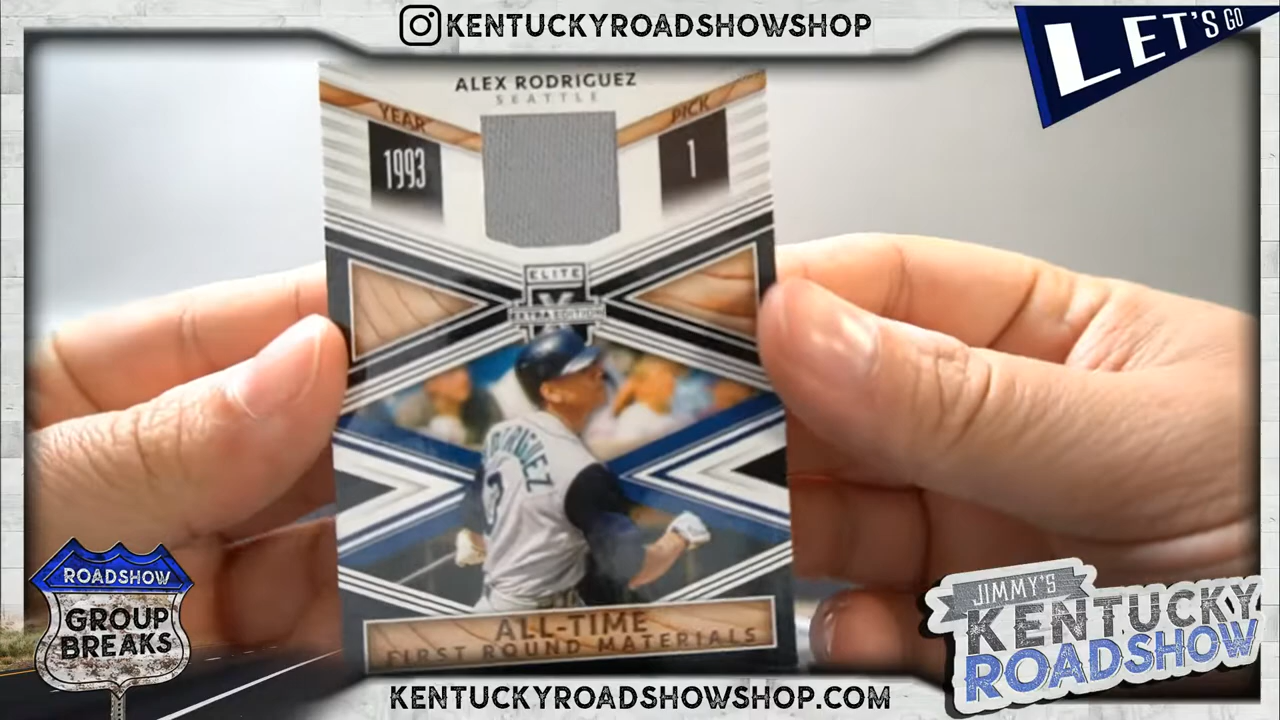 KENTUCKYROADSHOWSHOP
LET'S GO
ALEX RODRIGUEZ
SEATTLE
YEAR
PICK
1993
1
ELITE
X
EXTRA EDITION
RODRIGUEZ
ALL-TIME
FIRST ROUND MATERIALS
ROADSHOW
GROUP
BREAKS
JIMMY'S
KENTUCKY
ROADSHOW
KENTUCKYROADSHOWSHOP.COM